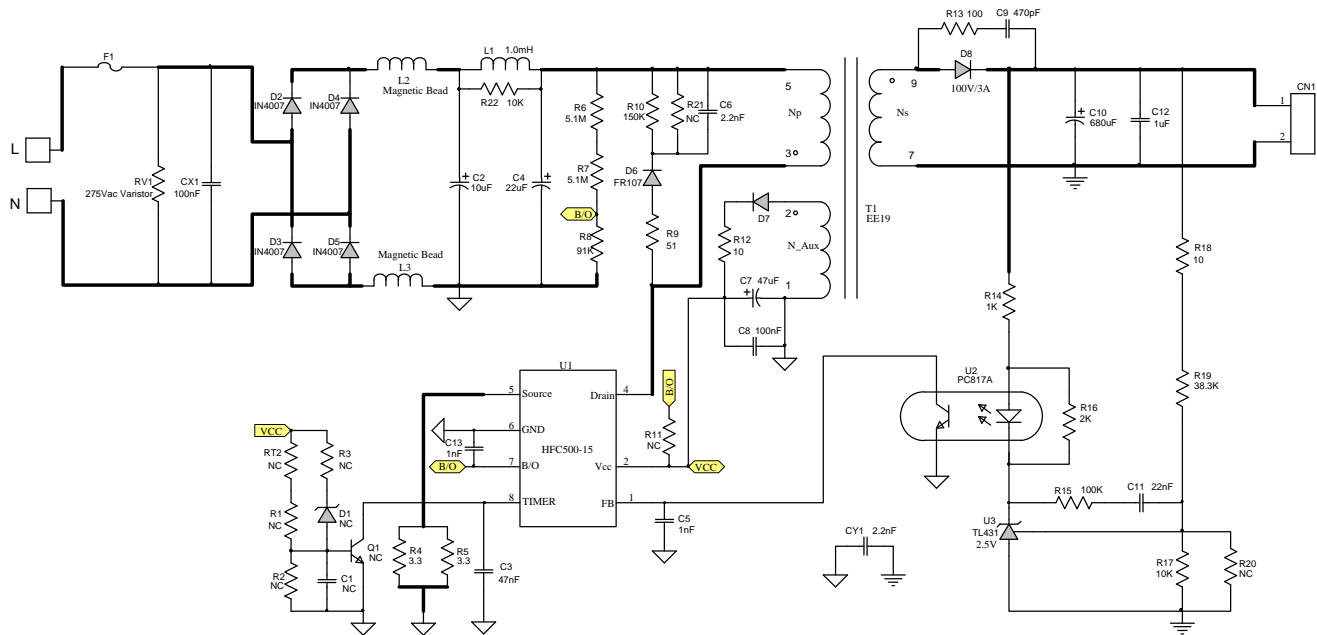 R13 100
C9 470pF
F1
L1 1.0mH
D8
100V/3A
L2
Magnetic Bead
R22 10K
5
Np
3
9
Ns
7
CN1
1
2
D2
IN4007
D4
IN4007
R6
5.1M
R10
150K
R21
NC
C6
2.2nF
C10
680uF
C12
1uF
L
N
RV1
275Vac Varistor
CX1
100nF
C2
10uF
C4
22uF
R7
5.1M
D6
FR107
B/O
R8
91K
R9
51
D7
2
N_Aux
1
T1
EE19
R12
10
C7 47uF
C8 100nF
D3
IN4007
D5
IN4007
Magnetic Bead
L3
R18
10
R14
1K
U1
5 Source
Drain 4
6 GND
HFC500-15
7 B/O
Vcc 2
8 TIMER
FB 1
B/O
R11
NC
VCC
C13
1nF
B/O
U2
PC817A
R16
2K
R19
38.3K
VCC
RT2
NC
R3
NC
R1
NC
D1
NC
Q1
NC
R2
NC
C1
NC
R4
3.3
R5
3.3
C3
47nF
C5
1nF
CY1 2.2nF
R15 100K
C11 22nF
U3
TL431
2.5V
R17
10K
R20
NC